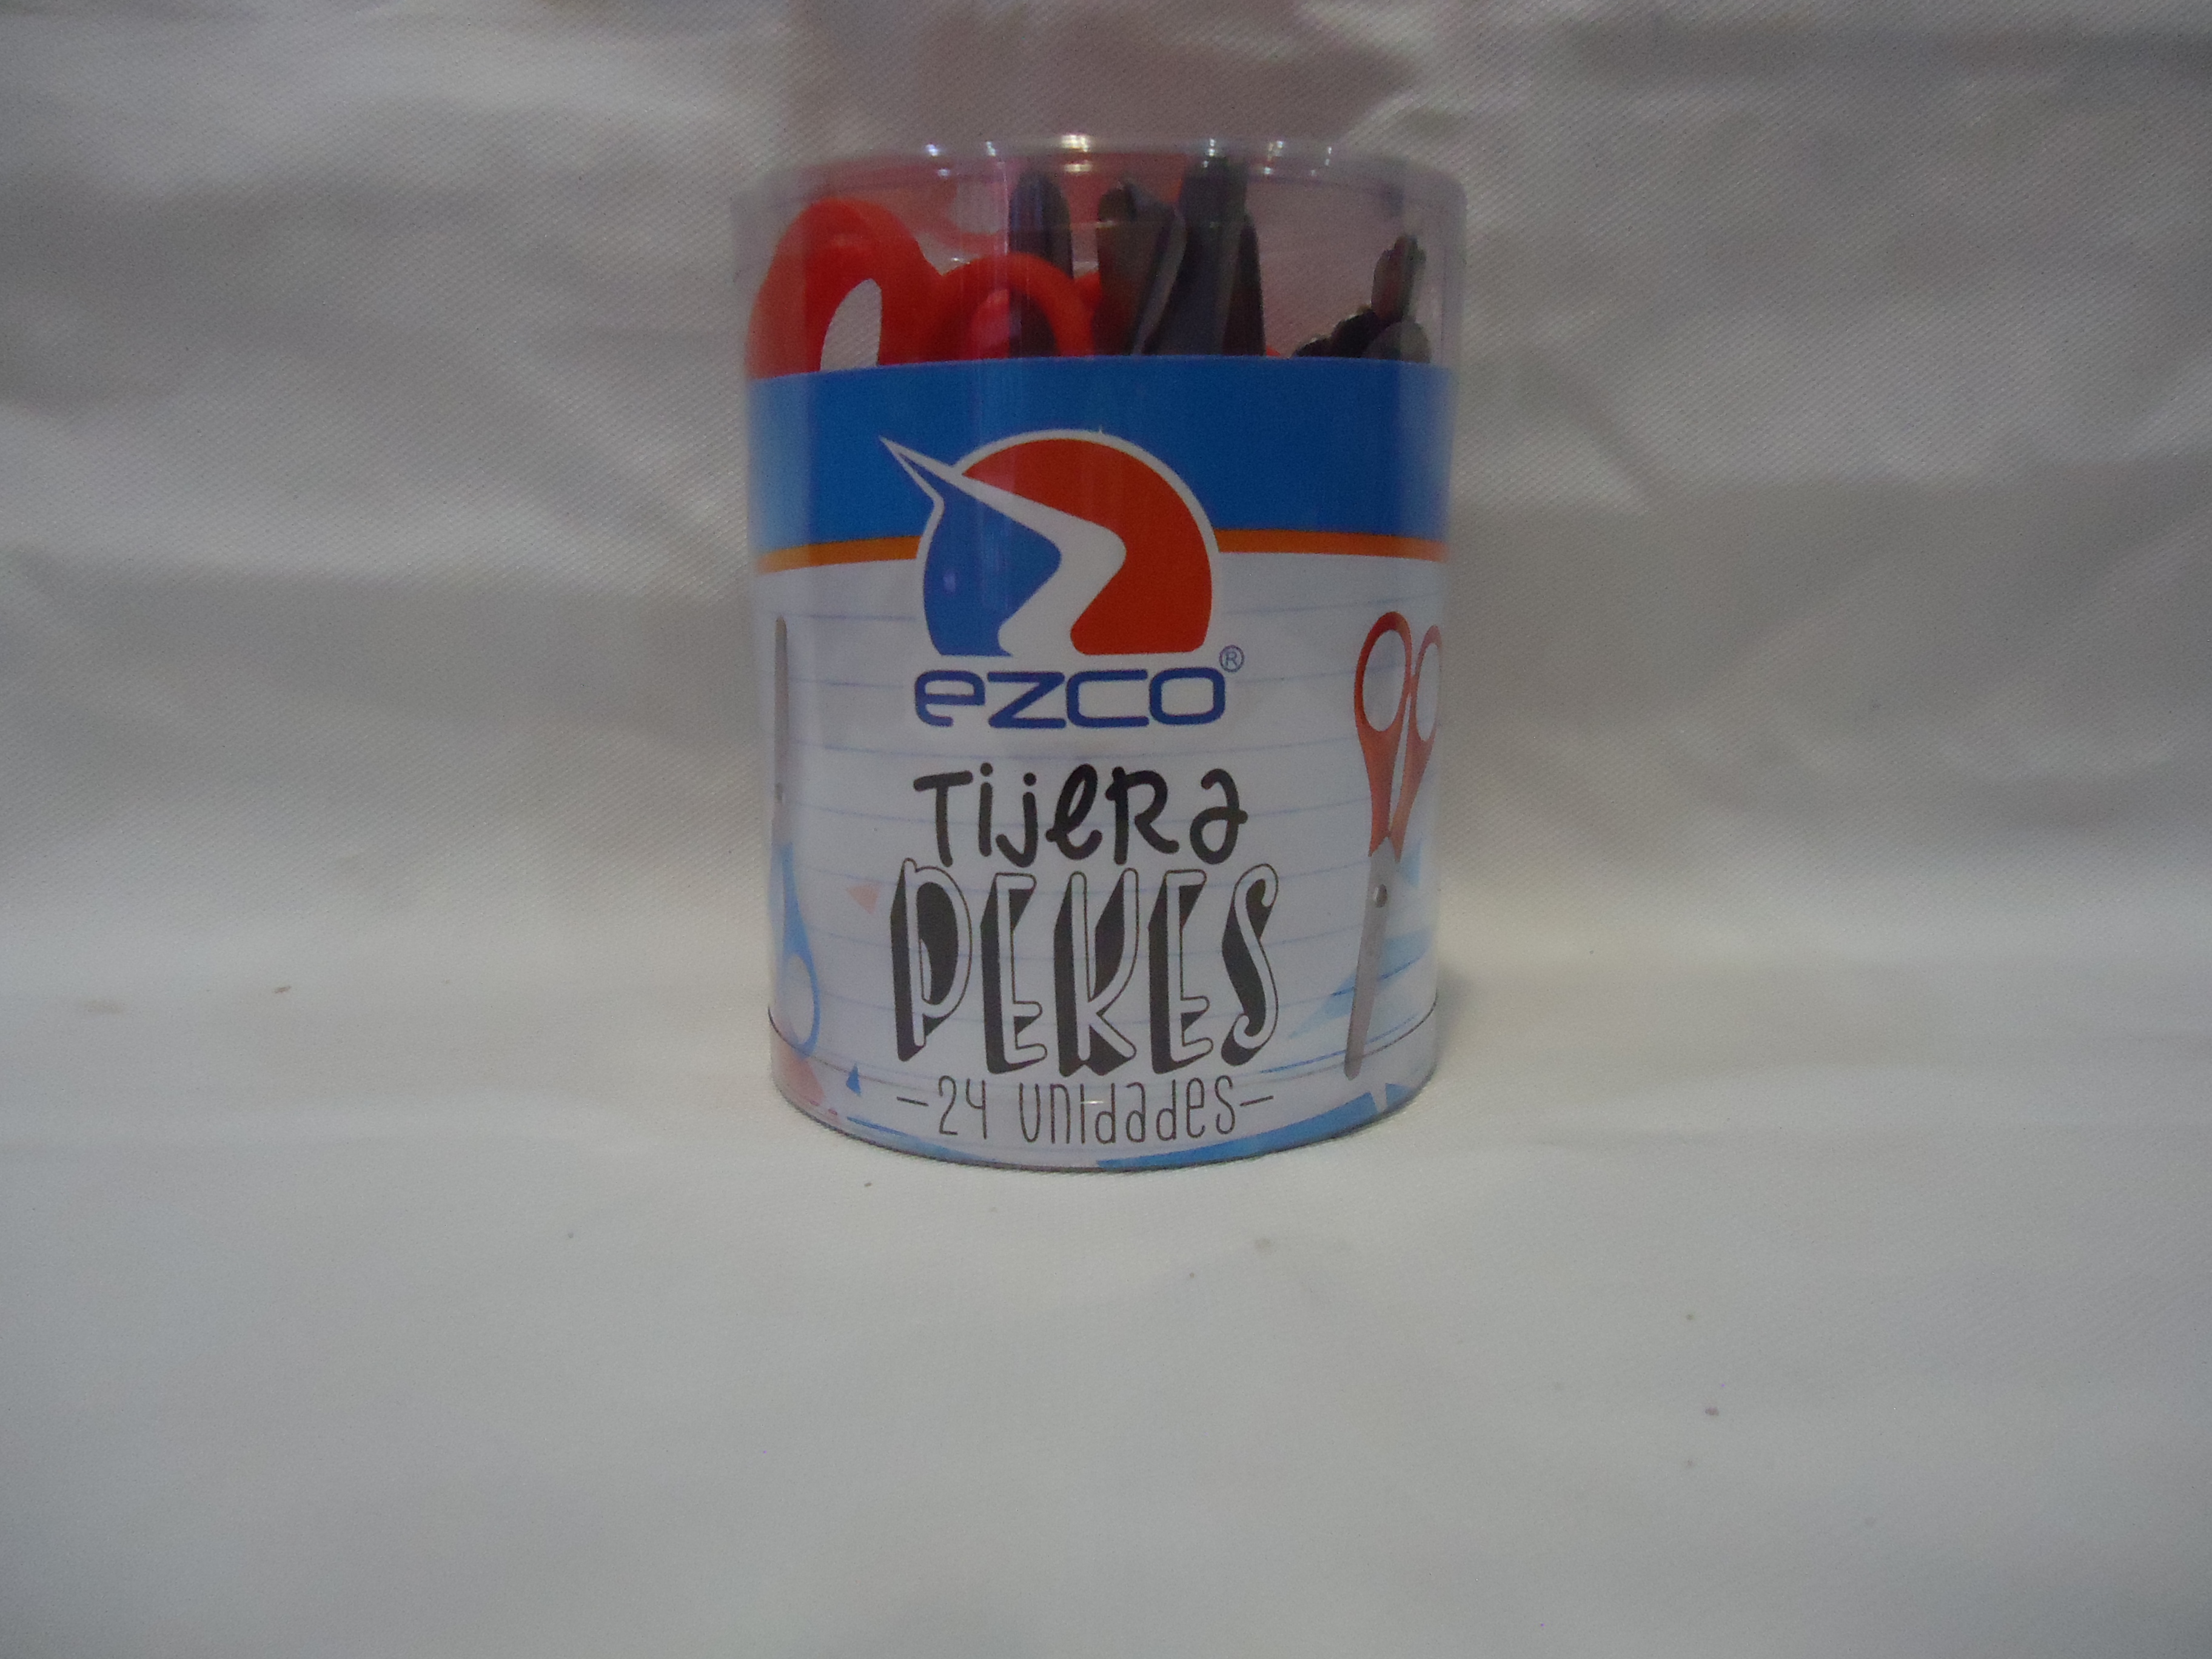 ezco®
Tijera
PEKES
-24 unidades-